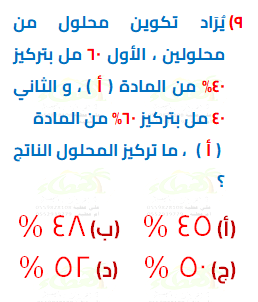 ٩) يُرَاد تكوين محلول من
محلولين ، الأول ٦٠ مل بتركيز
٤٠% من المادة ( أ ) ، و الثاني
٤٠ مل بتركيز ٦٠% من المادة
( أ ) ، ما تركيز المحلول الناتج
؟
(أ) ٤٥ % (ب) ٤٨ %
(ج) ٥٠ % (د) ٥٢ %